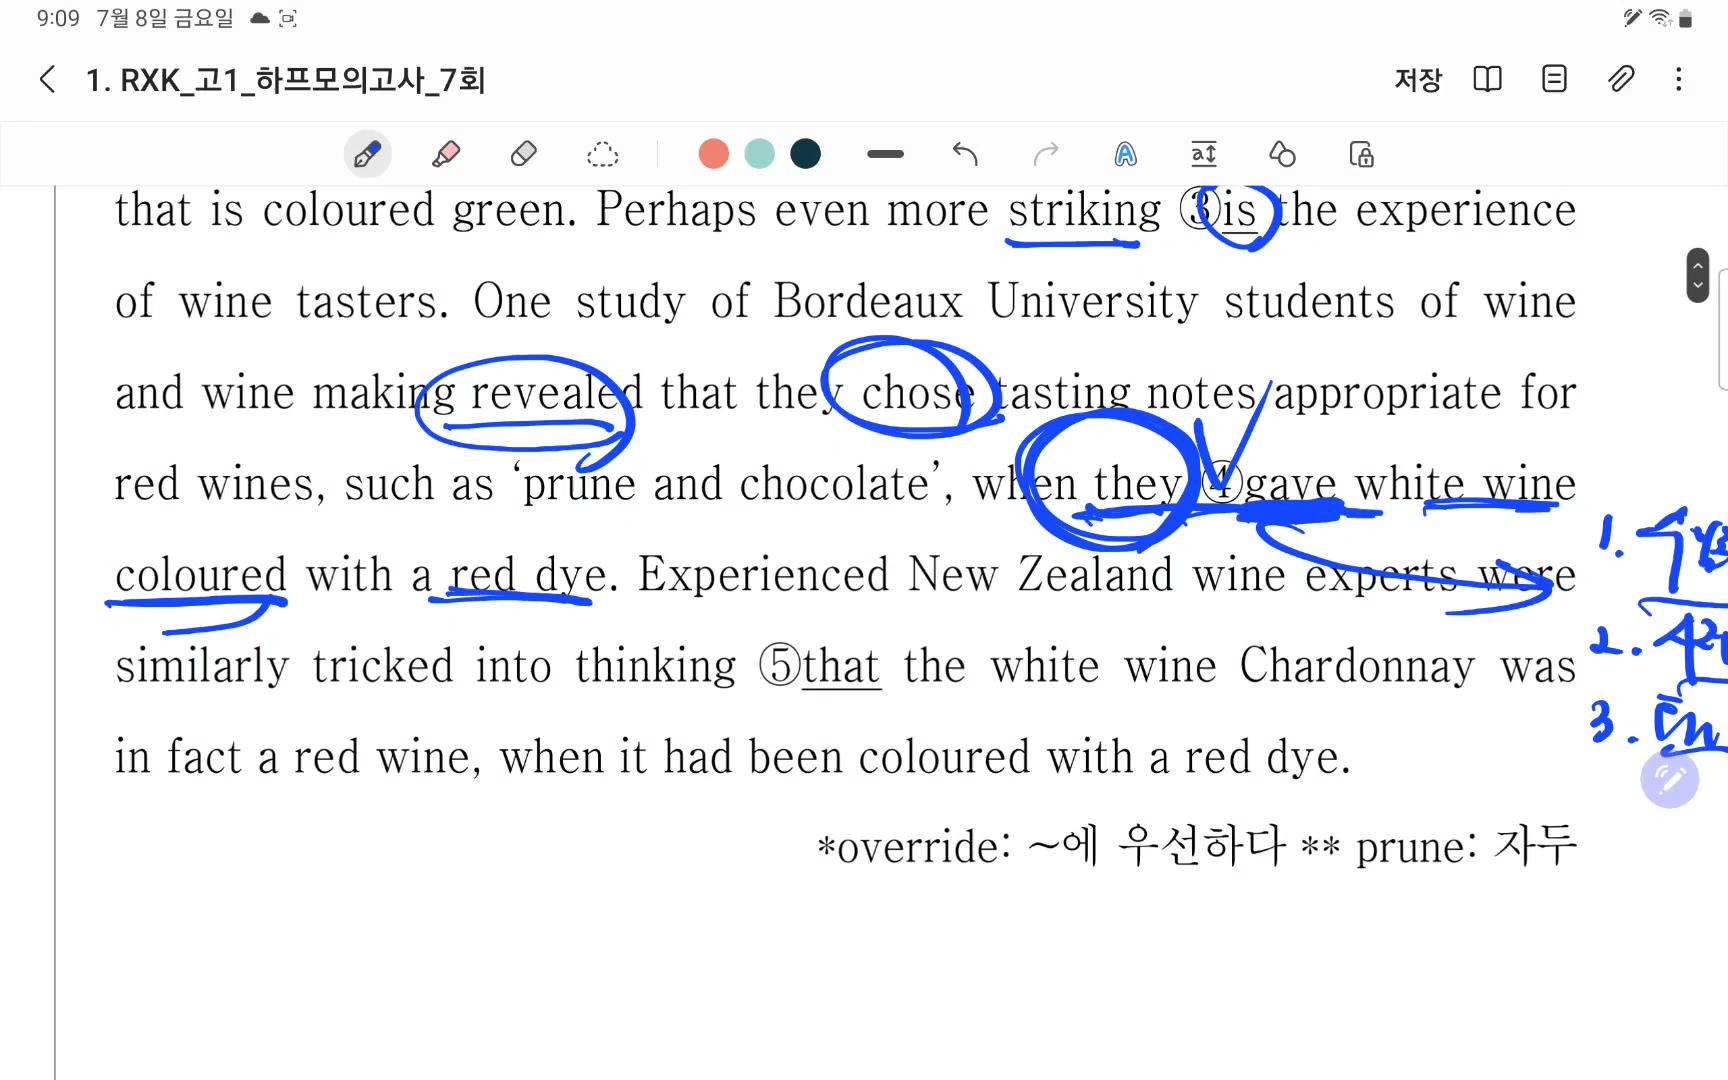 9:09 7월 8일 금요일
1. RXK_고1_하프모의고사_7회
저장
that is coloured green. Perhaps even more striking ③is the experience
of wine tasters. One study of Bordeaux University students of wine
and wine making revealed that they chose tasting notes appropriate for
red wines, such as ‘prune and chocolate’, when they ④gave white wine
coloured with a red dye. Experienced New Zealand wine experts were
similarly tricked into thinking ⑤that the white wine Chardonnay was
in fact a red wine, when it had been coloured with a red dye.
*override: ~에 우선하다 ** prune: 자두
1.
2.
3.